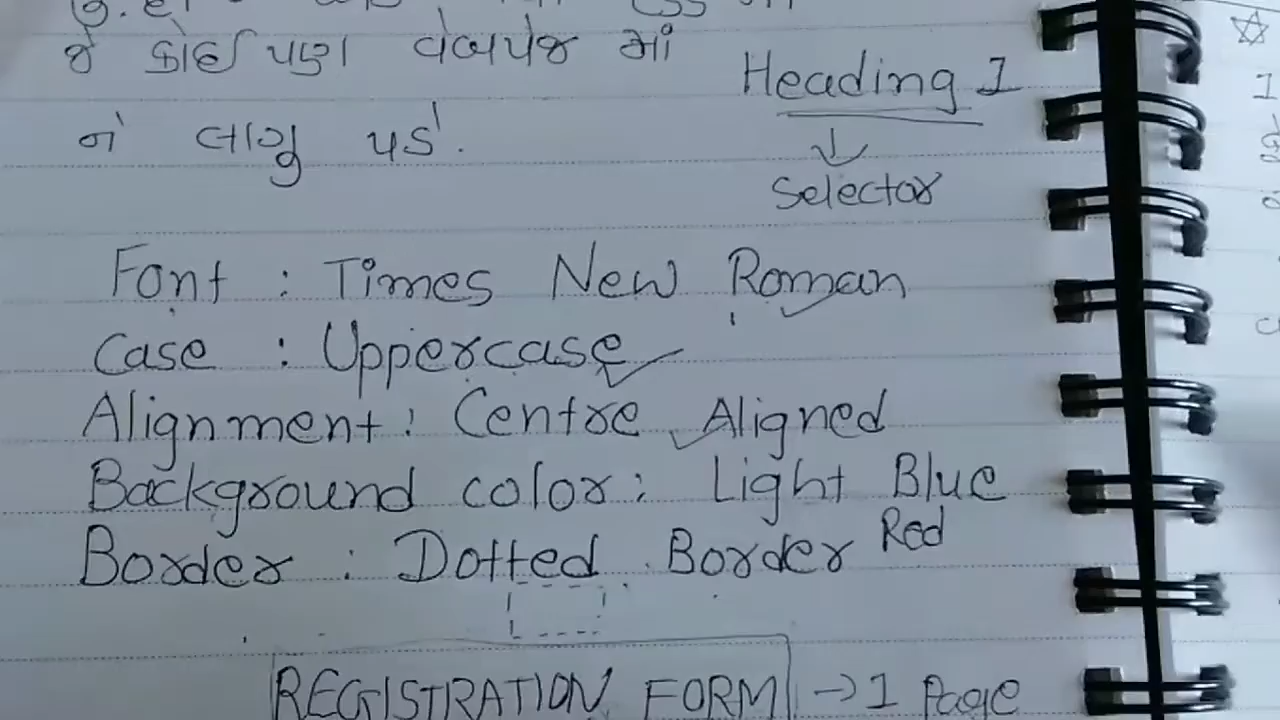 જે કોઈ પણ વેબપેજ માં
ને લાગુ પડે.
Heading 1
↓
Selector
Font : Times New Roman
Case : Uppercase
Alignment : Centre Aligned
Background color : Light Blue
Border : Dotted Border Red
REGISTRATION FORM → 1 Page